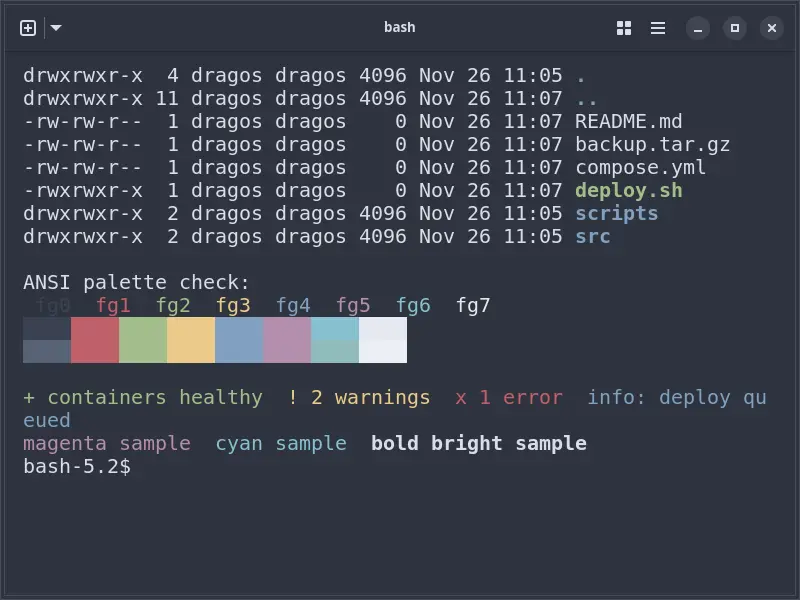 bash
drwxrwxr-x  4 dragos dragos 4096 Nov 26 11:05 .
drwxrwxr-x 11 dragos dragos 4096 Nov 26 11:07 ..
-rw-rw-r--  1 dragos dragos    0 Nov 26 11:07 README.md
-rw-rw-r--  1 dragos dragos    0 Nov 26 11:07 backup.tar.gz
-rw-rw-r--  1 dragos dragos    0 Nov 26 11:07 compose.yml
-rwxrwxr-x  1 dragos dragos    0 Nov 26 11:07 deploy.sh
drwxrwxr-x  2 dragos dragos 4096 Nov 26 11:05 scripts
drwxrwxr-x  2 dragos dragos 4096 Nov 26 11:05 src
ANSI palette check:
 fg0  fg1  fg2  fg3  fg4  fg5  fg6  fg7
+ containers healthy  ! 2 warnings  x 1 error  info: deploy qu
eued
magenta sample  cyan sample  bold bright sample
bash-5.2$